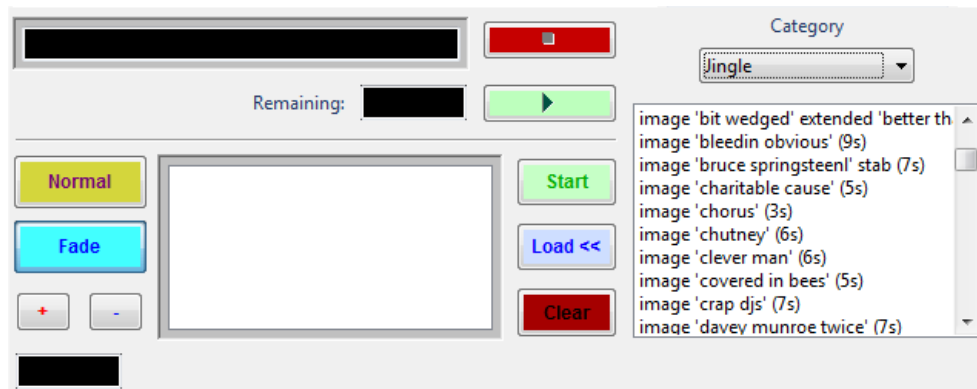 Category
Jingle
Remaining:
Normal
Fade
+ -
Start
Load <<
Clear
image 'bit wedged' extended 'better tha
image 'bleedin obvious' (9s)
image 'bruce springsteenl' stab (7s)
image 'charitable cause' (5s)
image 'chorus' (3s)
image 'chutney' (6s)
image 'clever man' (6s)
image 'covered in bees' (5s)
image 'crap djs' (7s)
image 'davey munroe twice' (7s)